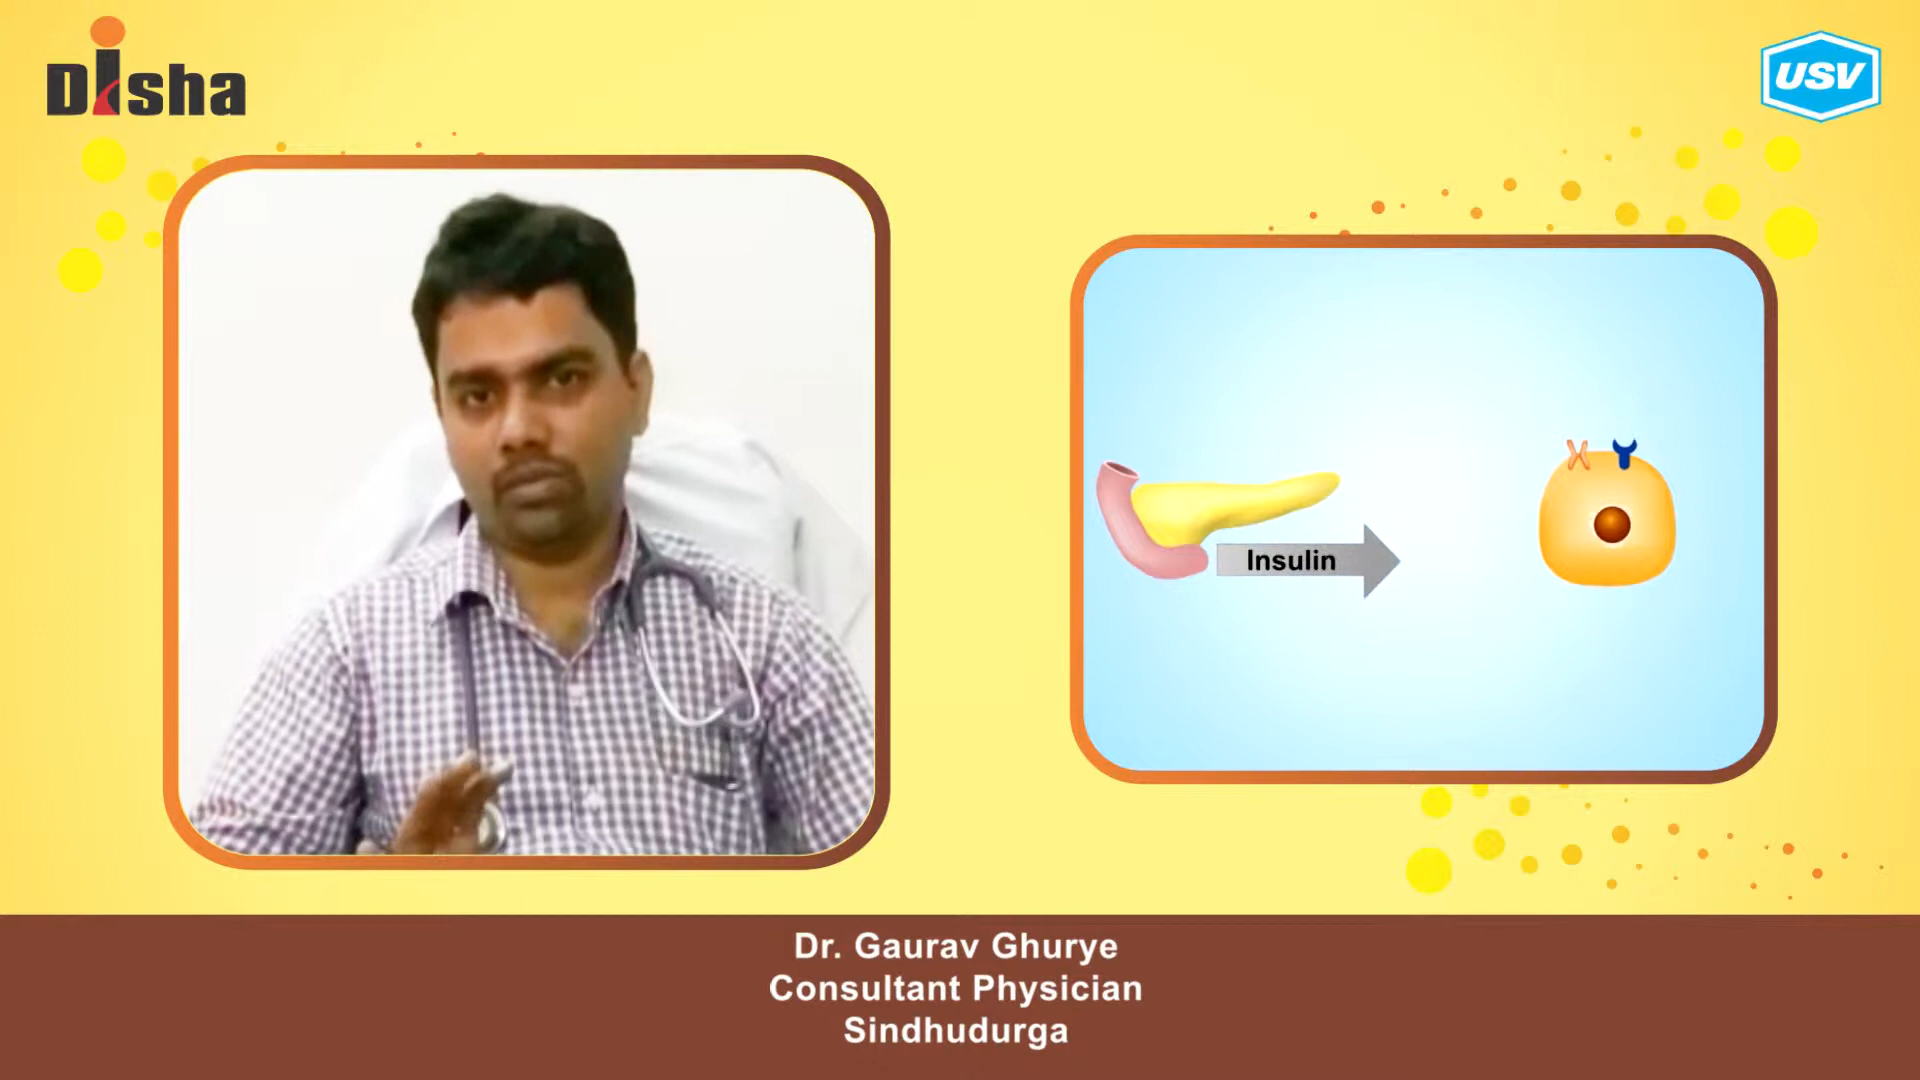 Disha
USV
Insulin
Dr. Gaurav Ghurye
Consultant Physician
Sindhudurga